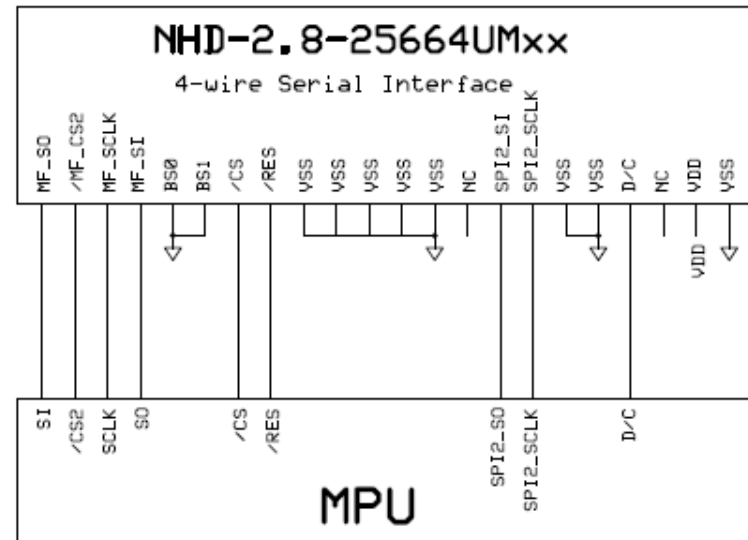 NHD-2.8-25664UMxx
4-wire Serial Interface
MF_SO
/MF_CS2
MF_SCLK
MF_SI
BS0
BS1
/CS
/RES
VSS
VSS
VSS
VSS
VSS
NC
SPI2_SI
SPI2_SCLK
VSS
VSS
D/C
NC
VDD
VSS
VDD
SI
/CS2
SCLK
SO
/CS
/RES
SPI2_SO
SPI2_SCLK
D/C
MPU